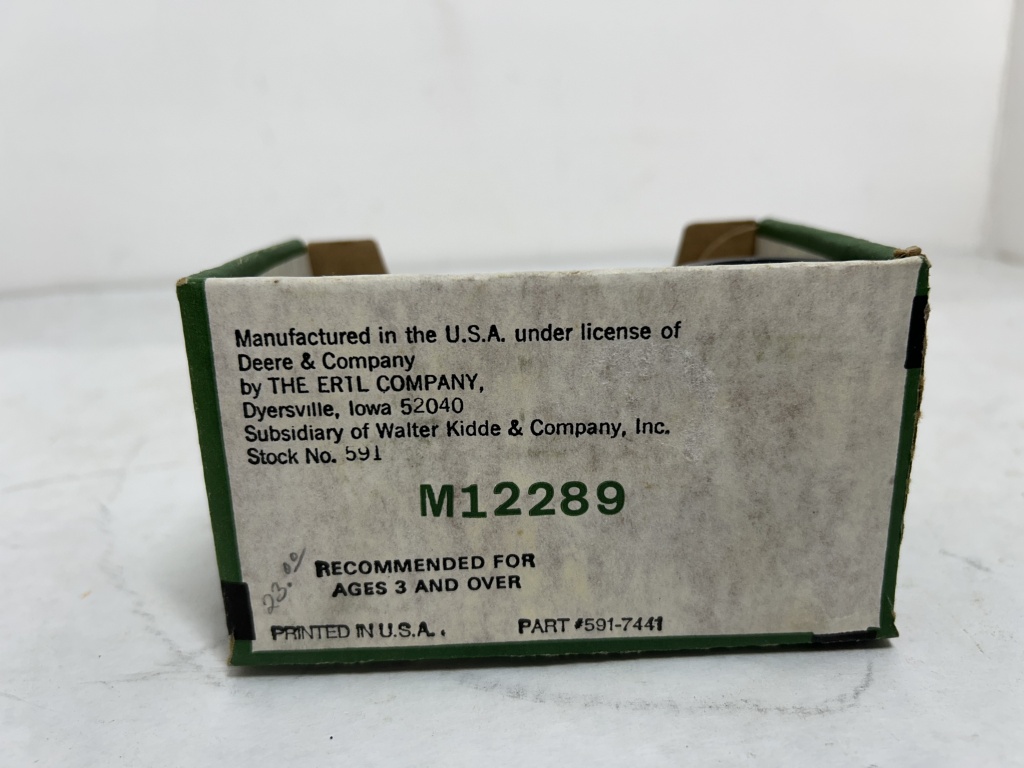 Manufactured in the U.S.A. under license of
Deere & Company
by THE ERTL COMPANY,
Dyersville, Iowa 52040
Subsidiary of Walter Kidde & Company, Inc.
Stock No. 591
M12289
23.00
RECOMMENDED FOR
AGES 3 AND OVER
PRINTED IN U.S.A.
PART #591-7441